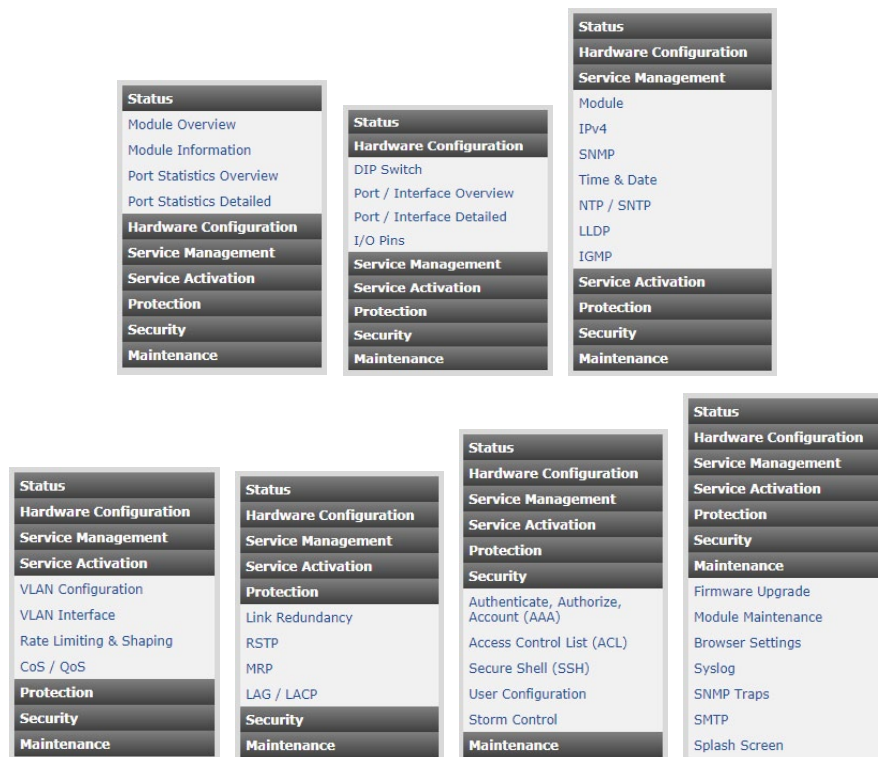 Status
Module Overview
Module Information
Port Statistics Overview
Port Statistics Detailed
Hardware Configuration
Service Management
Service Activation
Protection
Security
Maintenance
Status
Hardware Configuration
DIP Switch
Port / Interface Overview
Port / Interface Detailed
I/O Pins
Service Management
Service Activation
Protection
Security
Maintenance
Status
Hardware Configuration
Service Management
Module
IPv4
SNMP
Time & Date
NTP / SNTP
LLDP
IGMP
Service Activation
Protection
Security
Maintenance
Status
Hardware Configuration
Service Management
Service Activation
VLAN Configuration
VLAN Interface
Rate Limiting & Shaping
CoS / QoS
Protection
Security
Maintenance
Status
Hardware Configuration
Service Management
Service Activation
Protection
Link Redundancy
RSTP
MRP
LAG / LACP
Security
Maintenance
Status
Hardware Configuration
Service Management
Service Activation
Protection
Security
Authenticate, Authorize,
Account (AAA)
Access Control List (ACL)
Secure Shell (SSH)
User Configuration
Storm Control
Maintenance
Status
Hardware Configuration
Service Management
Service Activation
Protection
Security
Maintenance
Firmware Upgrade
Module Maintenance
Browser Settings
Syslog
SNMP Traps
SMTP
Splash Screen